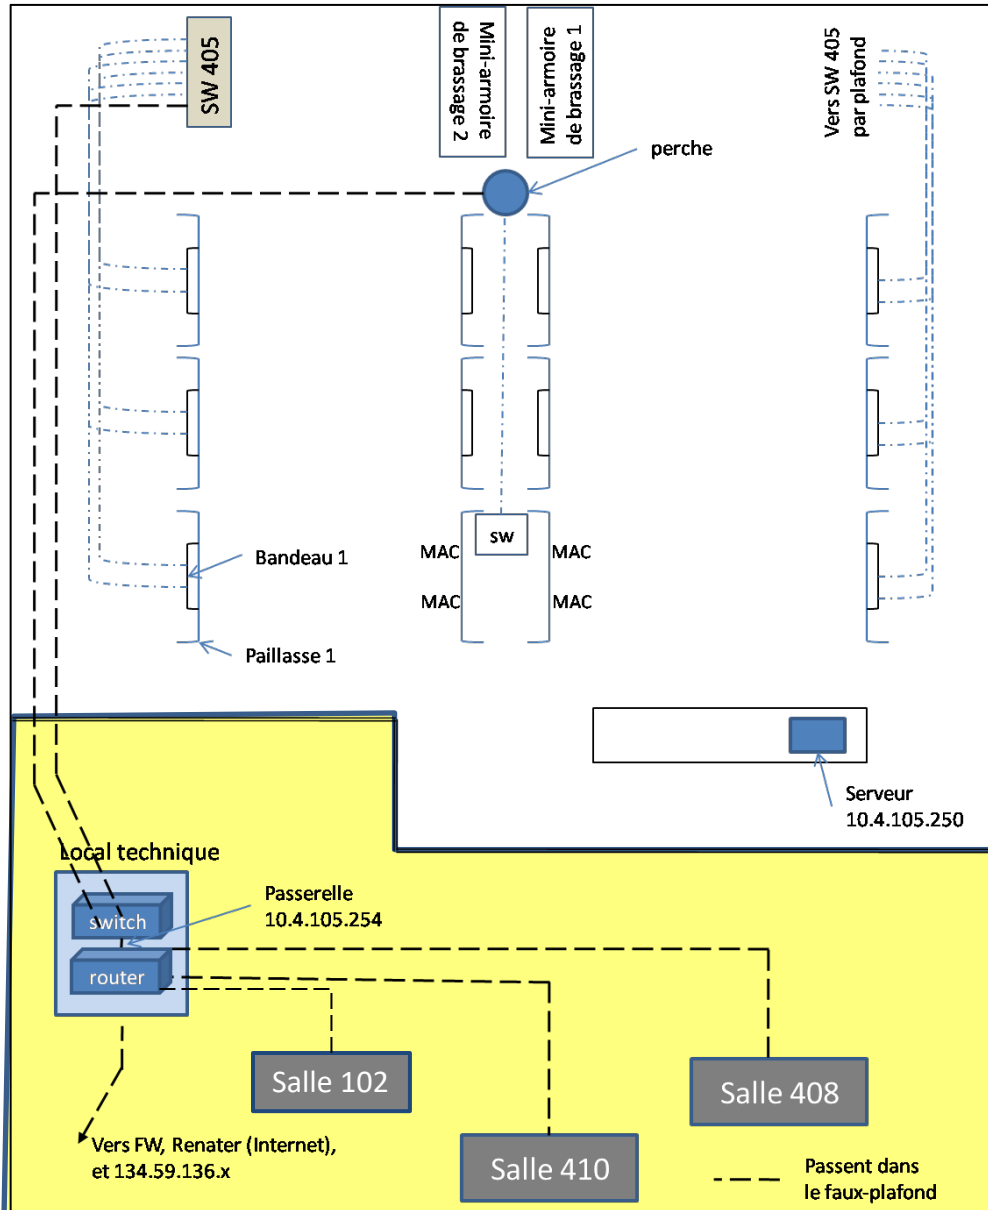 SW 405
Mini-armoire
de brassage 2
Mini-armoire
de brassage 1
Vers SW 405
par plafond
perche
sw
MAC
MAC
MAC
MAC
Bandeau 1
Paillasse 1
Serveur
10.4.105.250
Local technique
switch
router
Passerelle
10.4.105.254
Salle 102
Salle 408
Salle 410
Vers FW, Renater (Internet),
et 134.59.136.x
Passent dans
le faux-plafond